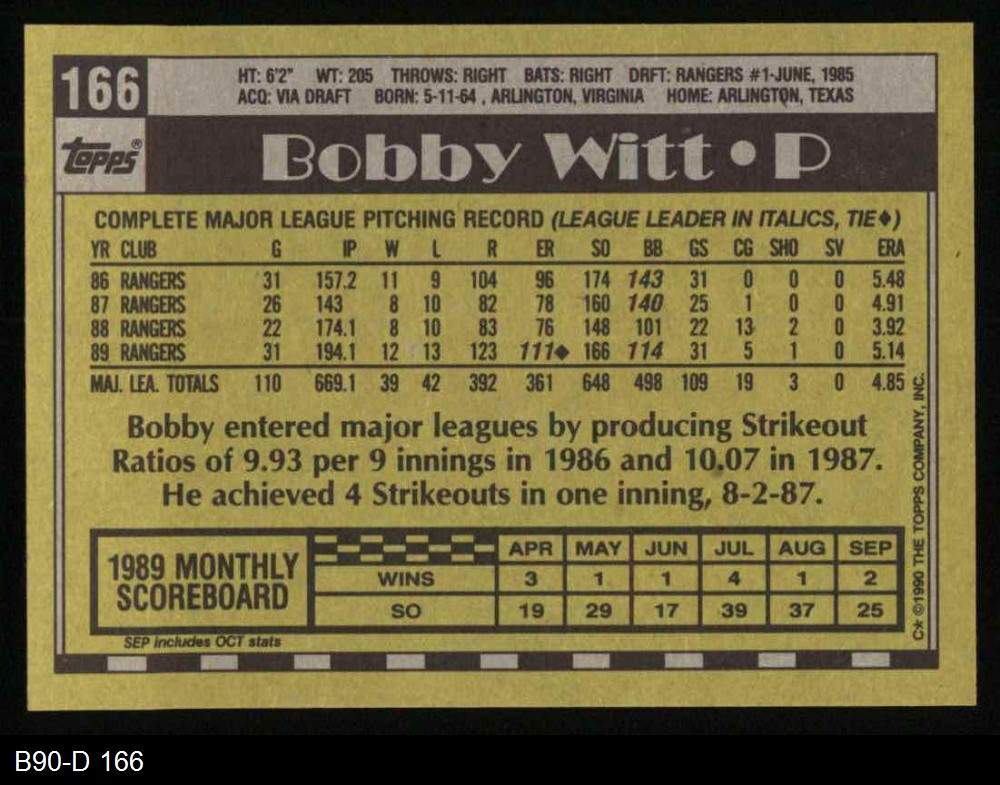 166
HT: 6'2" WT: 205 THROWS: RIGHT BATS: RIGHT DRFT: RANGERS #1-JUNE, 1985
ACQ: VIA DRAFT BORN: 5-11-64 , ARLINGTON, VIRGINIA HOME: ARLINGTON, TEXAS
topps®
Bobby Witt • P
COMPLETE MAJOR LEAGUE PITCHING RECORD (LEAGUE LEADER IN ITALICS, TIE♦)
YR CLUB G IP W L R ER SO BB GS CG SHO SV ERA
86 RANGERS 31 157.2 11 9 104 96 174 143 31 0 0 0 5.48
87 RANGERS 26 143 8 10 82 78 160 140 25 1 0 0 4.91
88 RANGERS 22 174.1 8 10 83 76 148 101 22 13 2 0 3.92
89 RANGERS 31 194.1 12 13 123 111♦ 166 114 31 5 1 0 5.14
MAJ. LEA. TOTALS 110 669.1 39 42 392 361 648 498 109 19 3 0 4.85
Bobby entered major leagues by producing Strikeout
Ratios of 9.93 per 9 innings in 1986 and 10.07 in 1987.
He achieved 4 Strikeouts in one inning, 8-2-87.
1989 MONTHLY
SCOREBOARD
APR MAY JUN JUL AUG SEP
WINS 3 1 1 4 1 2
SO 19 29 17 39 37 25
SEP includes OCT stats
C* ©1990 THE TOPPS COMPANY, INC.
B90-D 166